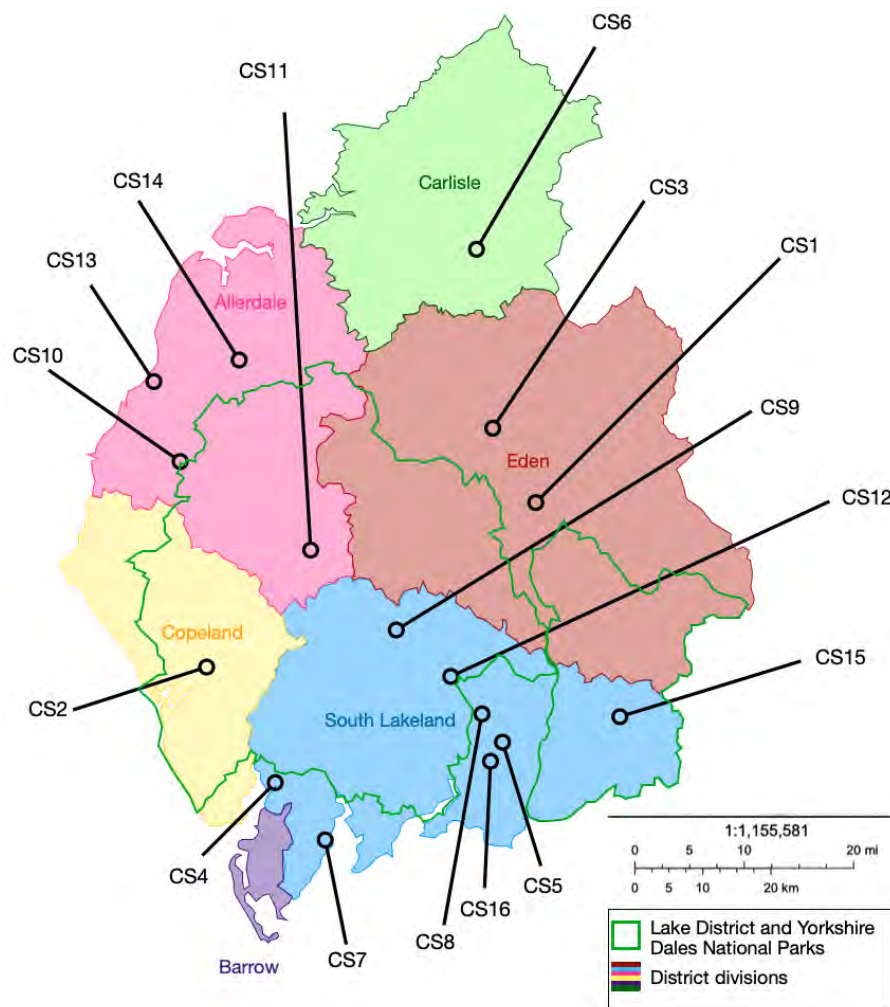 CS6
CS11
CS14
Carlisle
CS3
CS13
CS1
Allerdale
CS10
CS9
Eden
CS12
Copeland
CS15
CS2
South Lakeland
1:1,155,581
0 5 10 20 mi
0 5 10 20 km
CS4
CS5
CS16
CS8
CS7
Barrow
Lake District and Yorkshire
Dales National Parks
District divisions